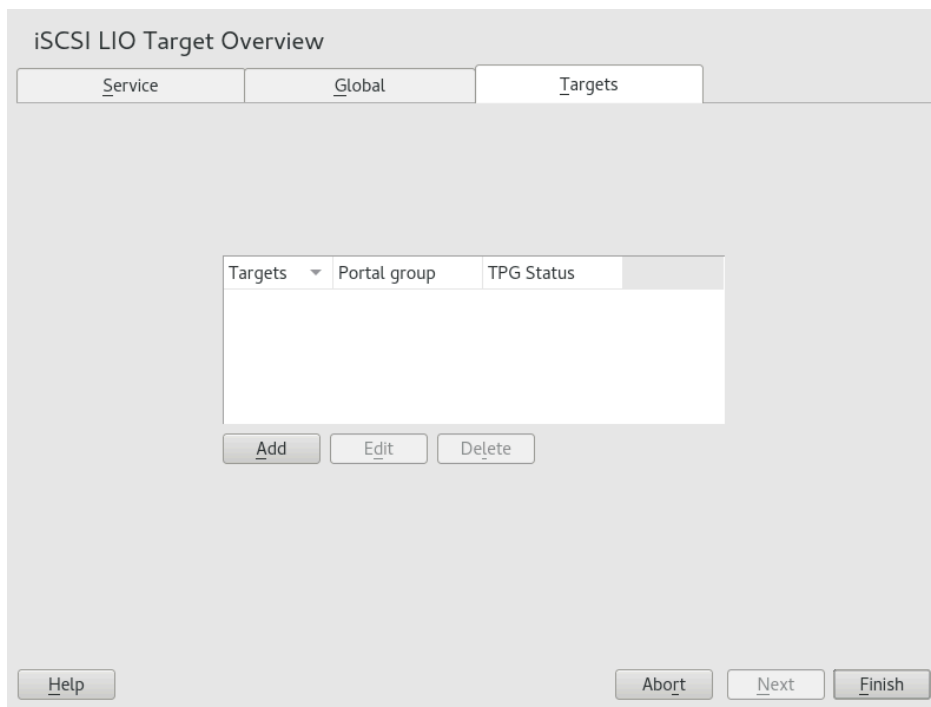 iSCSI LIO Target Overview
Service Global Targets
Targets Portal group TPG Status
Add Edit Delete
Help Abort Next Finish